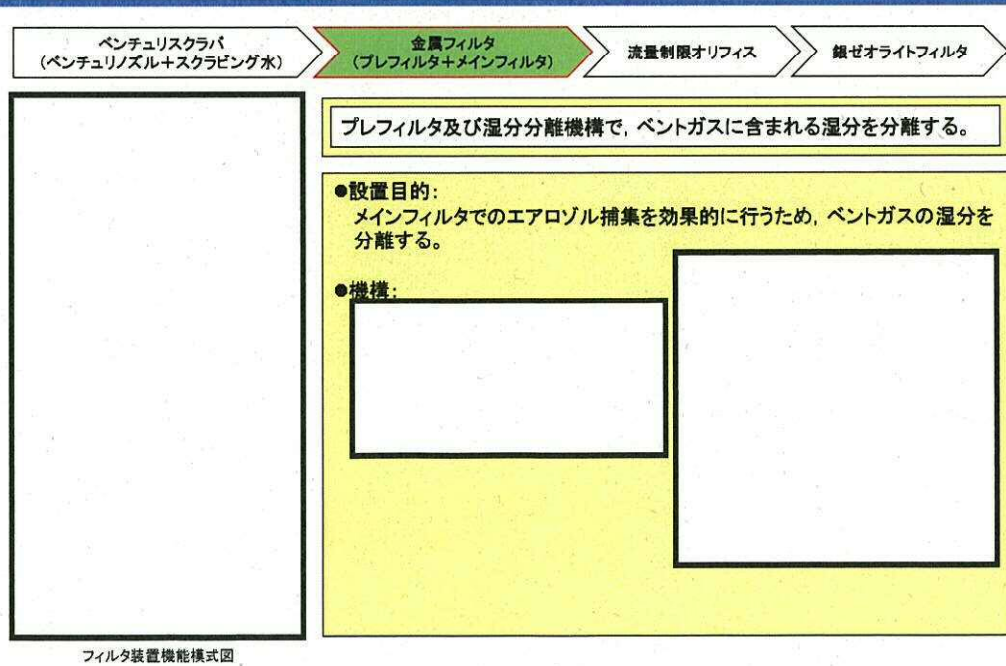 ベンチュリスクラバ
(ベンチュリノズル+スクラビング水)
金属フィルタ
(プレフィルタ+メインフィルタ)
流量制限オリフィス
銀ゼオライトフィルタ
プレフィルタ及び湿分分離機構で，ベントガスに含まれる湿分を分離する。
●設置目的:
メインフィルタでのエアロゾル捕集を効果的に行うため，ベントガスの湿分を
分離する。
●機構:
フィルタ装置機能模式図